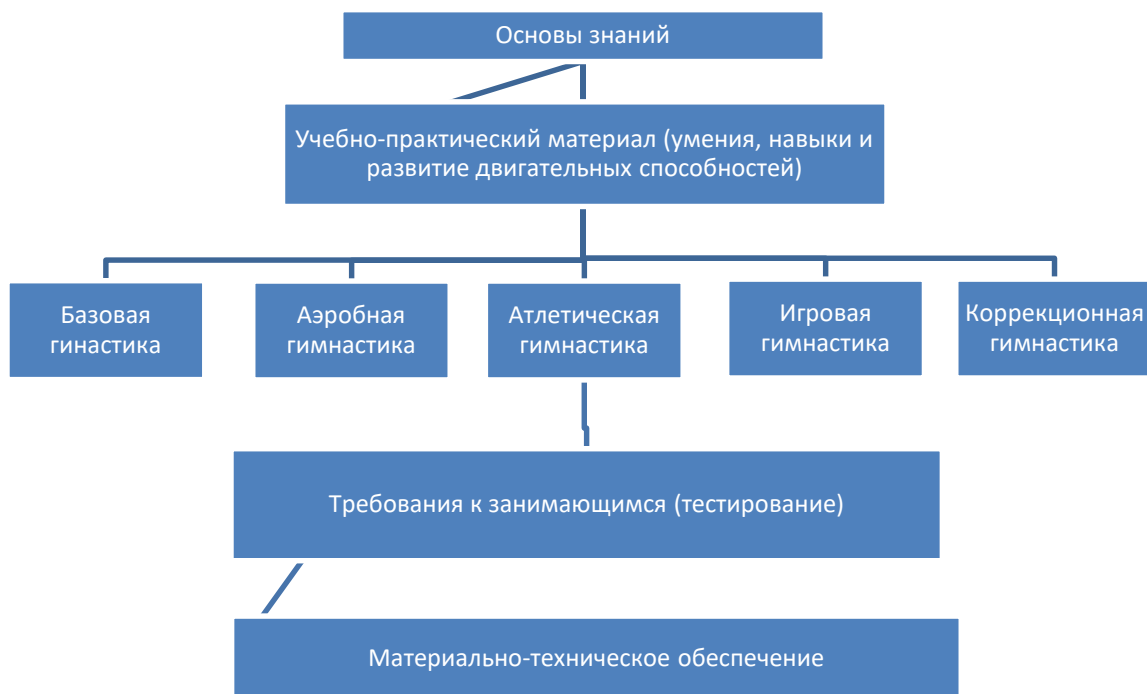 Основы знаний
Учебно-практический материал (умения, навыки и
развитие двигательных способностей)
Базовая
гинастика
Аэробная
гимнастика
Атлетическая
гимнастика
Игровая
гимнастика
Коррекционная
гимнастика
Требования к занимающимся (тестирование)
Материально-техническое обеспечение